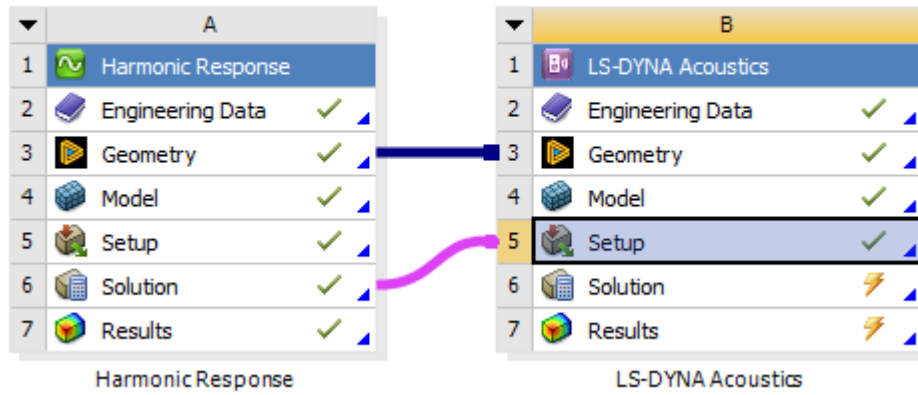 A
1 Harmonic Response
2 Engineering Data
3 Geometry
4 Model
5 Setup
6 Solution
7 Results
Harmonic Response
B
1 LS-DYNA Acoustics
2 Engineering Data
3 Geometry
4 Model
5 Setup
6 Solution
7 Results
LS-DYNA Acoustics